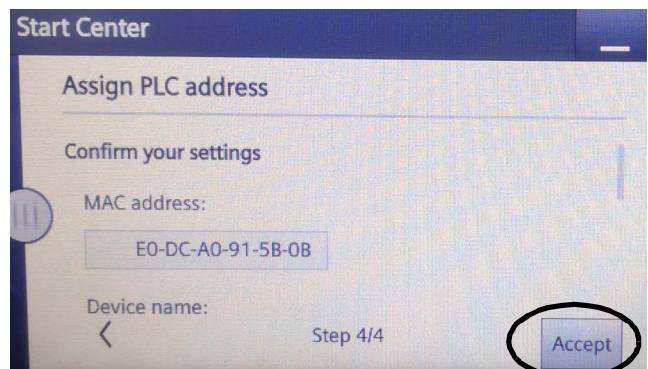 Start Center
Assign PLC address
Confirm your settings
MAC address:
E0-DC-A0-91-5B-0B
Device name:
Step 4/4
Accept